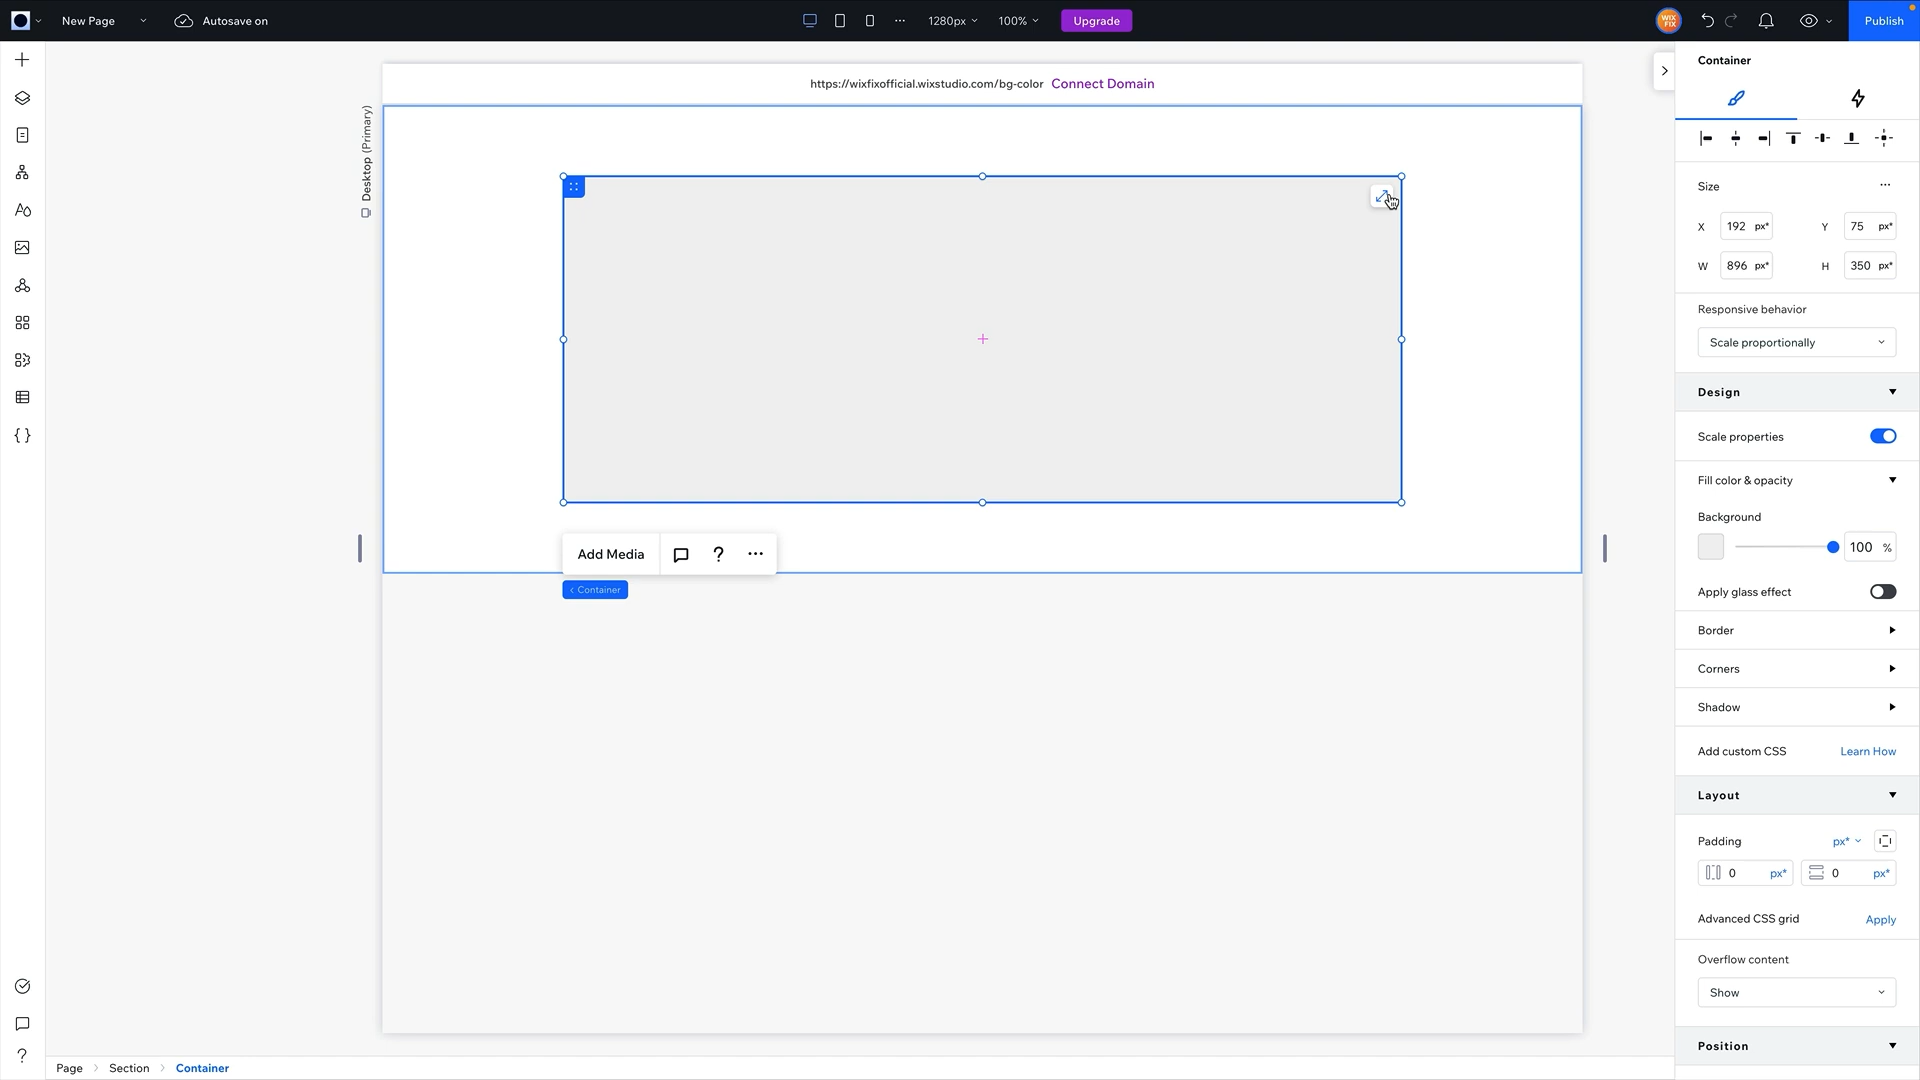 New Page
Autosave on
1280px
100%
Upgrade
WIX
FIX
Publish
https://wixfixofficial.wixstudio.com/bg-color Connect Domain
Desktop (Primary)
Add Media
?
< Container
Container
Size
X 192 px*
Y 75 px*
W 896 px*
H 350 px*
Responsive behavior
Scale proportionally
Design
Scale properties
Fill color & opacity
Background
100 %
Apply glass effect
Border
Corners
Shadow
Add custom CSS
Learn How
Layout
Padding
px*
0 px*
0 px*
Advanced CSS grid
Apply
Overflow content
Show
Position
?
Page > Section > Container